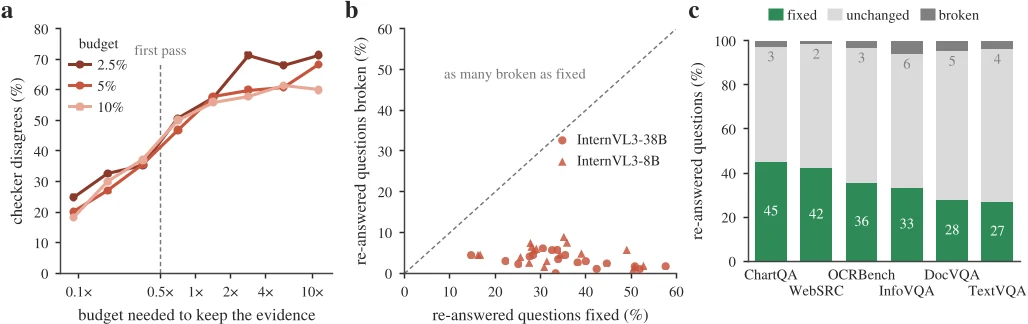 a
80
70
60
50
40
30
20
10
0
checker disagrees (%)
budget
2.5%
5%
10%
first pass
0.1×
0.5×
1×
2×
4×
10×
budget needed to keep the evidence
b
60
50
40
30
20
10
0
re-answered questions broken (%)
as many broken as fixed
InternVL3-38B
InternVL3-8B
0
10
20
30
40
50
60
re-answered questions fixed (%)
c
fixed
unchanged
broken
100
80
60
40
20
0
re-answered questions (%)
3
2
3
6
5
4
45
42
36
33
28
27
ChartQA
WebSRC
OCRBench
InfoVQA
DocVQA
TextVQA